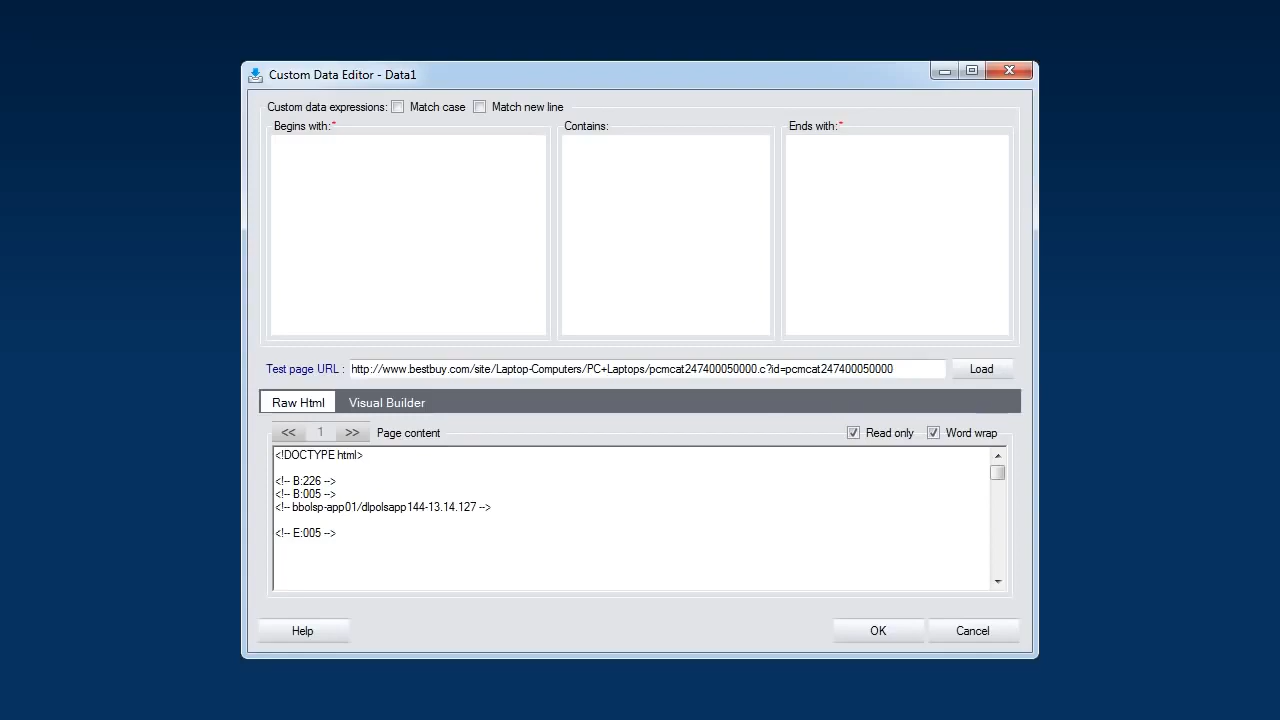 Custom Data Editor - Data1
Custom data expressions: Match case Match new line
Begins with:* Contains: Ends with:*
Test page URL : http://www.bestbuy.com/site/Laptop-Computers/PC+Laptops/pcmcat247400050000.c?id=pcmcat247400050000 Load
Raw Html Visual Builder
<< 1 >> Page content Read only Word wrap
<!DOCTYPE html>
<!-- B:226 -->
<!-- B:005 -->
<!-- bbolsp-app01/dlpolsapp144-13.14.127 -->
<!-- E:005 -->
Help OK Cancel